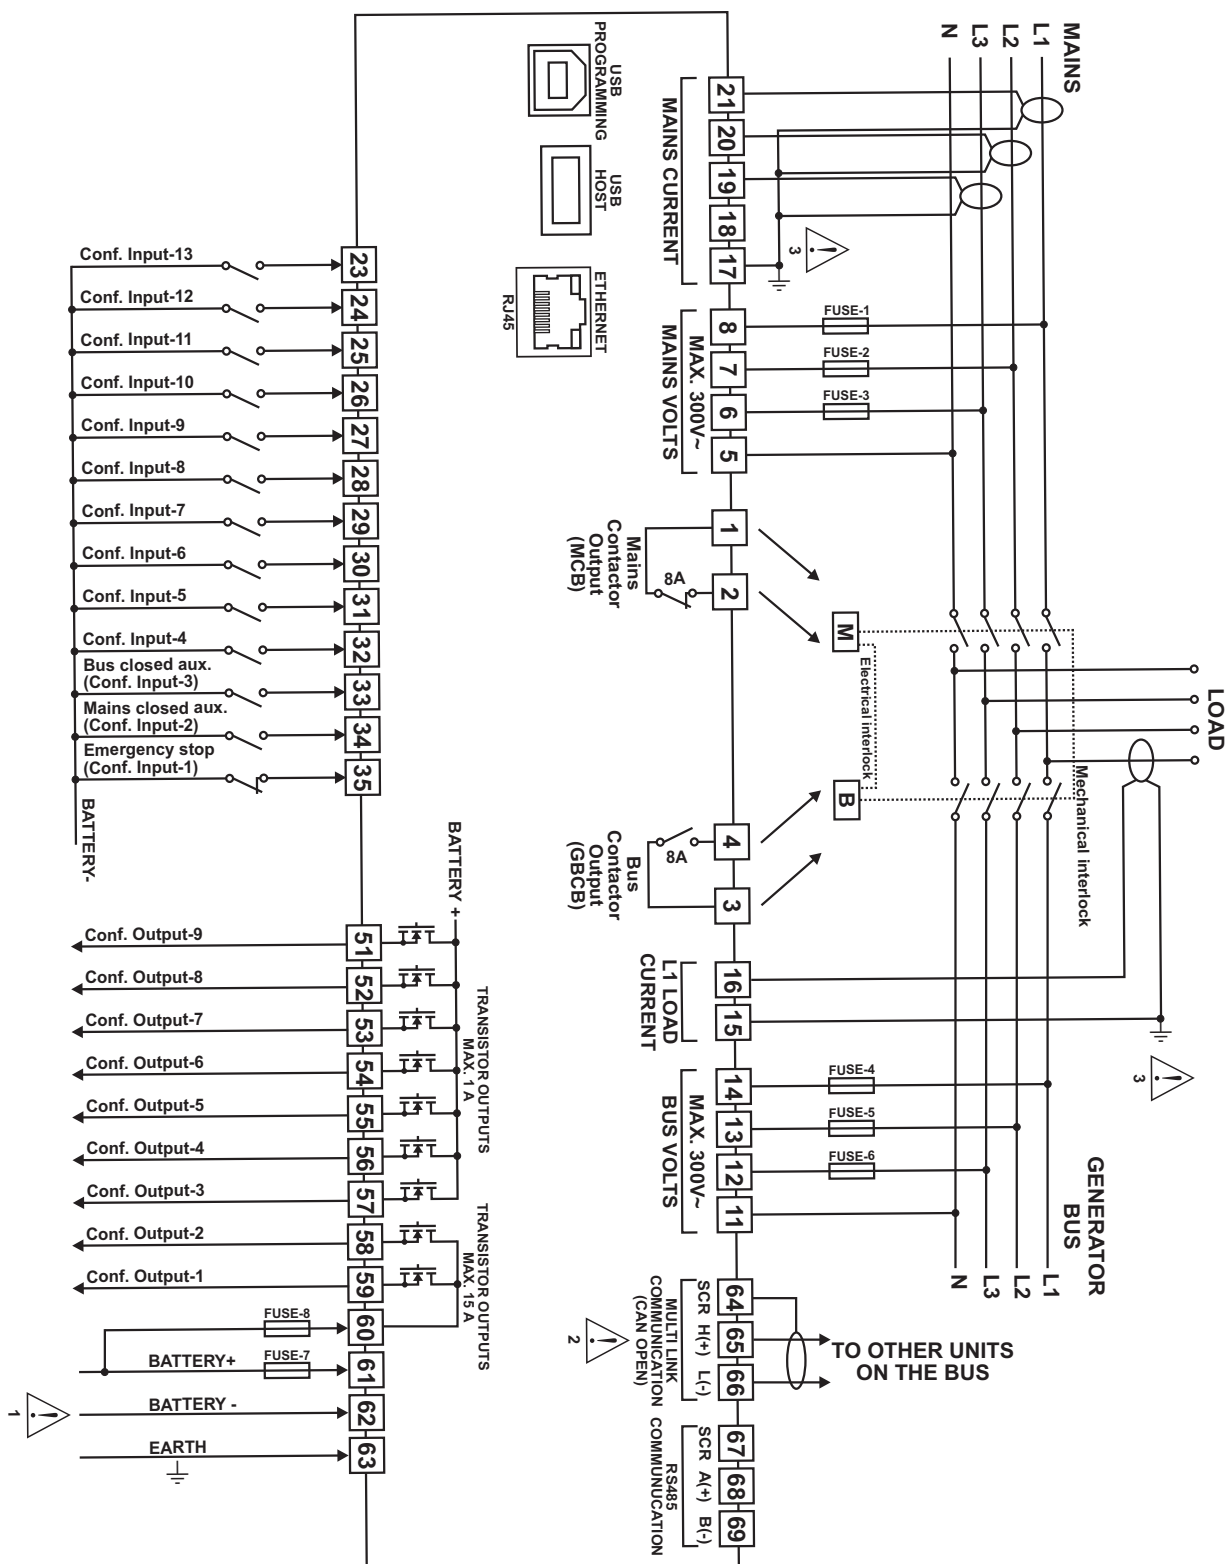 MAINS
L1
L2
L3
N
USB
PROGRAMMING
USB
HOST
ETHERNET
RJ45
21
20
19
18
17
MAINS CURRENT
3
8
7
6
5
MAX. 300V~
MAINS VOLTS
FUSE-1
FUSE-2
FUSE-3
1
2
Mains
Contactor
Output
(MCB)
8A
M
Electrical interlock
B
Mechanical interlock
LOAD
4
3
8A
Bus
Contactor
Output
(GBCB)
16
15
L1 LOAD
CURRENT
3
14
13
12
11
MAX. 300V~
BUS VOLTS
FUSE-4
FUSE-5
FUSE-6
GENERATOR
BUS
L1
L2
L3
N
64
65
66
SCR
H(+)
L(-)
MULTI LINK
COMMUNICATION
(CAN OPEN)
2
TO OTHER UNITS
ON THE BUS
67
68
69
SCR
A(+)
B(-)
RS485
COMMUNUCATION
Conf. Input-13
23
Conf. Input-12
24
Conf. Input-11
25
Conf. Input-10
26
Conf. Input-9
27
Conf. Input-8
28
Conf. Input-7
29
Conf. Input-6
30
Conf. Input-5
31
Conf. Input-4
32
Bus closed aux.
(Conf. Input-3)
33
Mains closed aux.
(Conf. Input-2)
34
Emergency stop
(Conf. Input-1)
35
BATTERY-
BATTERY +
Conf. Output-9
51
Conf. Output-8
52
Conf. Output-7
53
Conf. Output-6
54
Conf. Output-5
55
Conf. Output-4
56
Conf. Output-3
57
TRANSISTOR OUTPUTS
MAX. 1 A
Conf. Output-2
58
Conf. Output-1
59
TRANSISTOR OUTPUTS
MAX. 15 A
FUSE-8
60
BATTERY+
FUSE-7
61
BATTERY -
62
1
EARTH
63